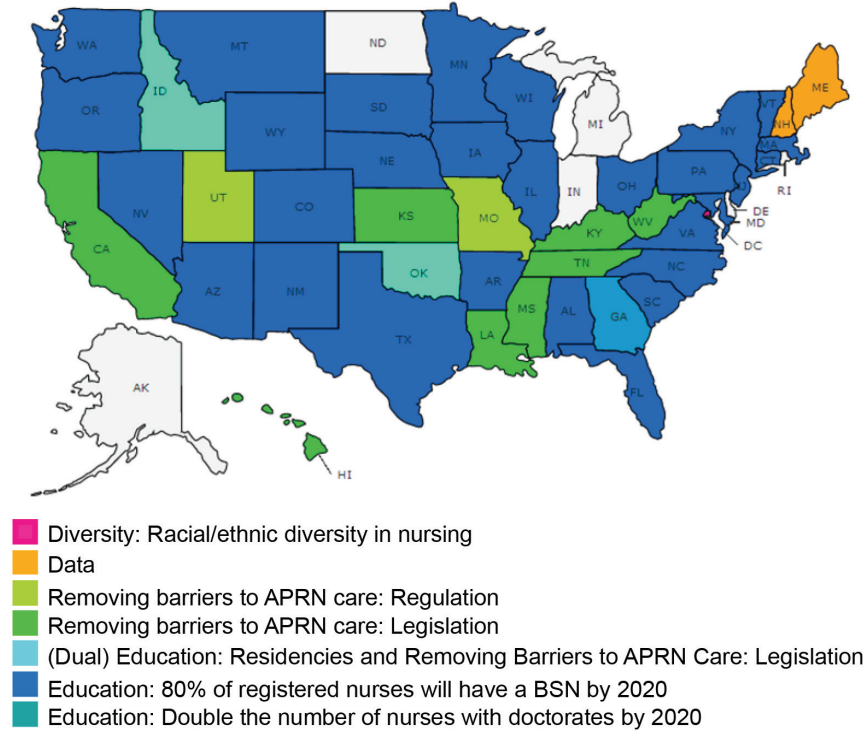 WA
MT
ND
MN
ME
ID
OR
SD
WI
VT
NH
NY
MI
MA
CT
WY
IA
NE
PA
RI
IL
IN
OH
NJ
NV
UT
CO
KS
MO
WV
DE
MD
VA
DC
KY
CA
TN
NC
OK
AZ
NM
AR
SC
MS
AL
GA
LA
TX
AK
FL
HI
Diversity: Racial/ethnic diversity in nursing
Data
Removing barriers to APRN care: Regulation
Removing barriers to APRN care: Legislation
(Dual) Education: Residencies and Removing Barriers to APRN Care: Legislation
Education: 80% of registered nurses will have a BSN by 2020
Education: Double the number of nurses with doctorates by 2020